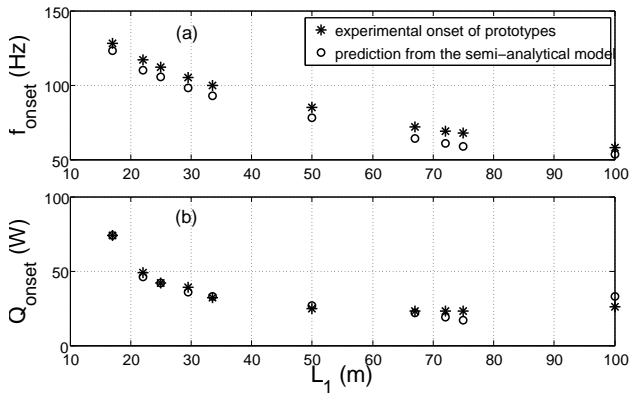 150
(a)
experimental onset of prototypes
prediction from the semi-analytical model
100
f_onset (Hz)
50
10 20 30 40 50 60 70 80 90 100
100
(b)
50
Q_onset (W)
0
10 20 30 40 50 60 70 80 90 100
L_1 (m)